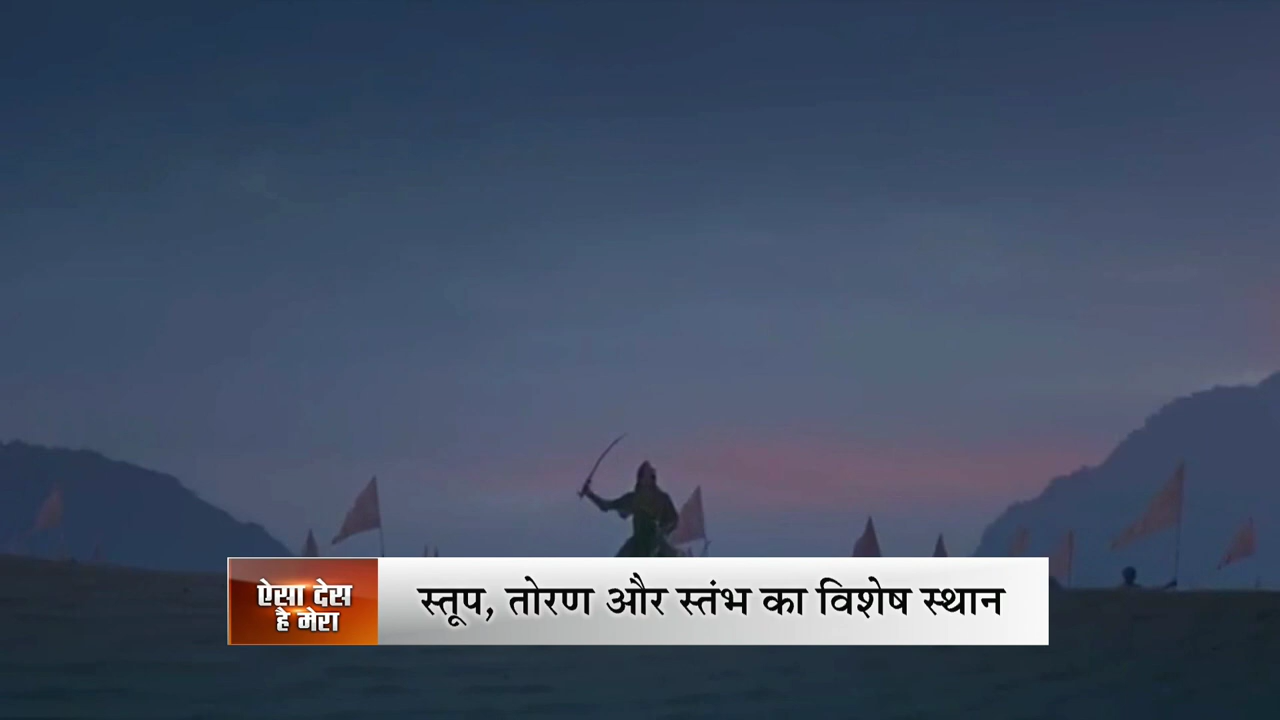 ऐसा देस
है मेरा
स्तूप, तोरण और स्तंभ का विशेष स्थान